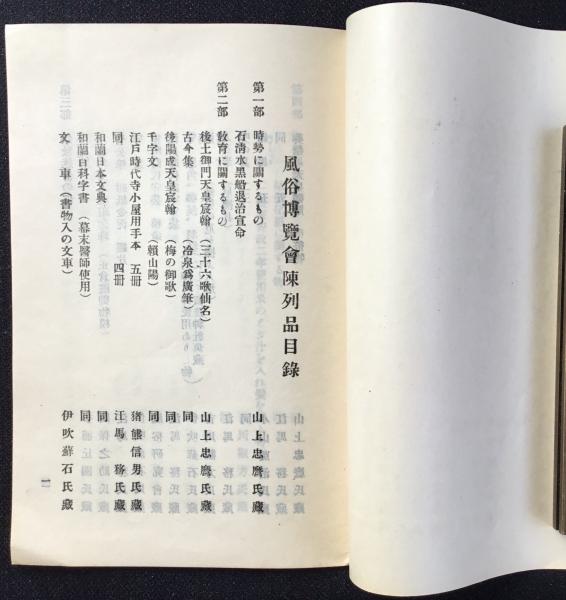 風俗博覽會陳列品目錄
第一部　時勢に關するもの
石淸水黑船退治宣命　山上忠麿氏藏
第二部　敎育に關するもの
後土御門天皇宸翰（三十六歌仙名）　山上忠麿氏藏
古今集（冷泉爲廣筆）　同
後陽成天皇宸翰（梅の御歌）　同
千字文（賴山陽）　同
江戶時代寺小屋用手本　五册　猪熊信男氏藏
同　四册　江馬務氏藏
和蘭日本文典　同
和蘭日科字書（幕末醫師使用）　同
文車（書物入の文車）　伊吹蘇石氏藏
一